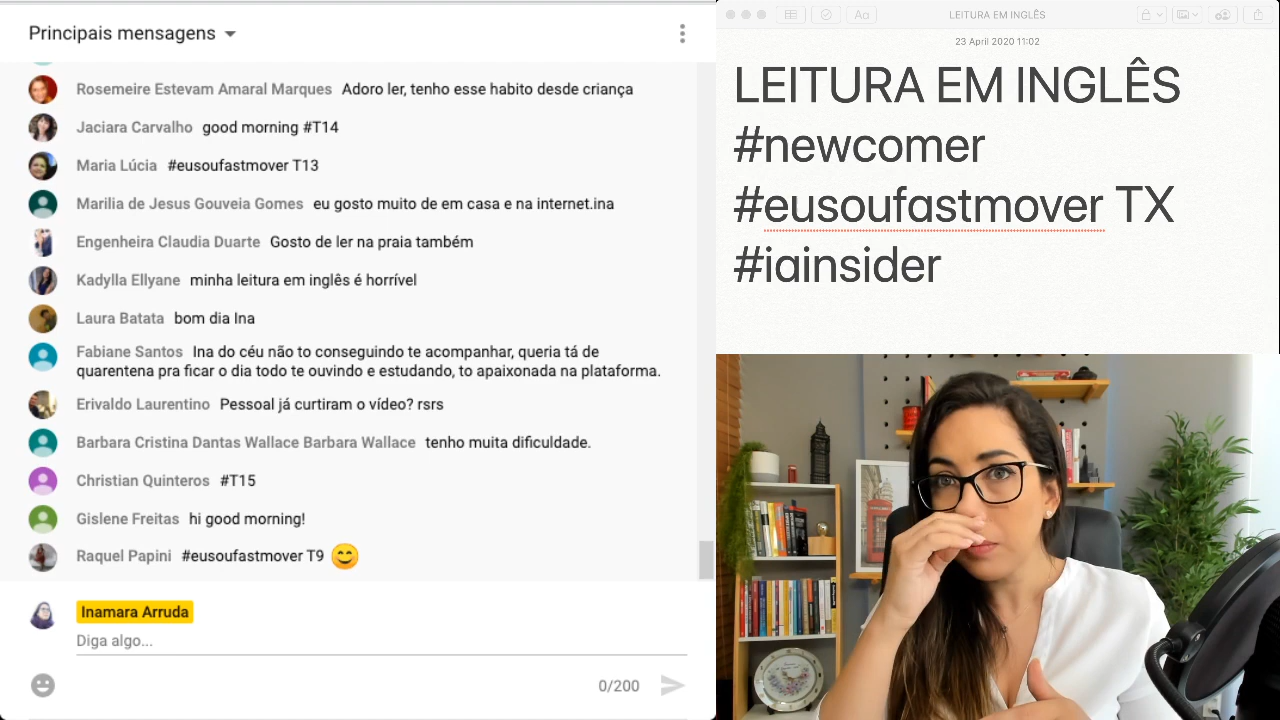 Principais mensagens
Rosemeire Estevam Amaral Marques Adoro ler, tenho esse habito desde criança
Jaciara Carvalho good morning #T14
Maria Lúcia #eusoufastmover T13
Marilia de Jesus Gouveia Gomes eu gosto muito de em casa e na internet.ina
Engenheira Claudia Duarte Gosto de ler na praia também
Kadylla Ellyane minha leitura em inglês é horrível
Laura Batata bom dia Ina
Fabiane Santos Ina do céu não to conseguindo te acompanhar, queria tá de
quarentena pra ficar o dia todo te ouvindo e estudando, to apaixonada na plataforma.
Erivaldo Laurentino Pessoal já curtiram o vídeo? rsrs
Barbara Cristina Dantas Wallace Barbara Wallace tenho muita dificuldade.
Christian Quinteros #T15
Gislene Freitas hi good morning!
Raquel Papini #eusoufastmover T9 😊
Inamara Arruda
Diga algo...
0/200
Aa
LEITURA EM INGLÊS
23 April 2020 11:02
LEITURA EM INGLÊS
#newcomer
#eusoufastmover TX
#iainsider